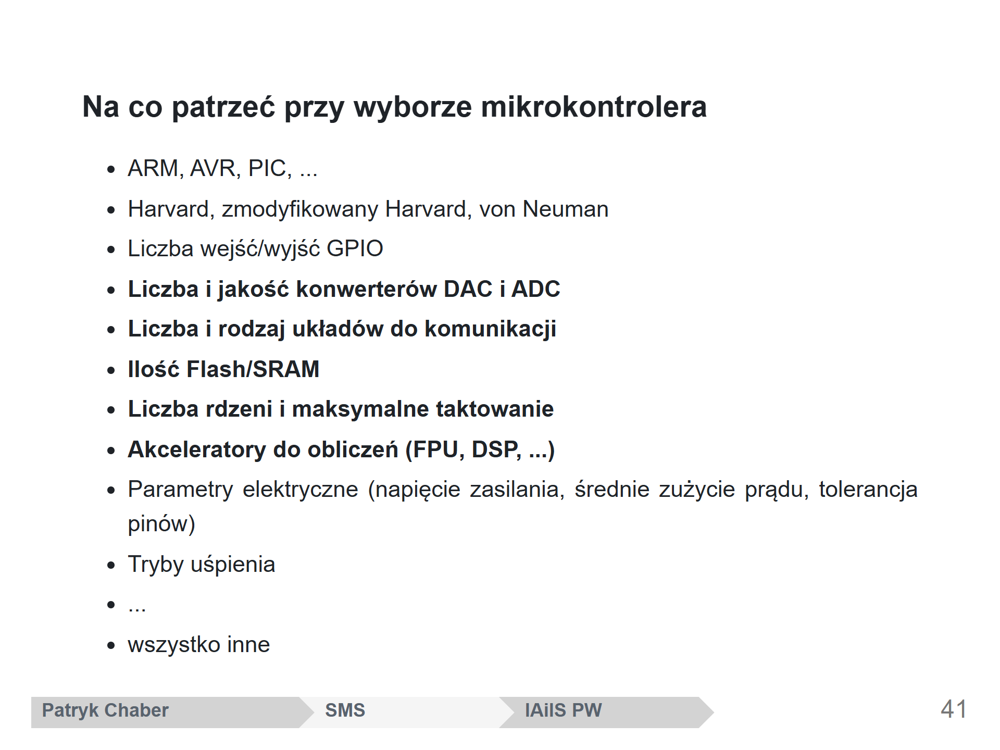 Na co patrzeć przy wyborze mikrokontrolera
ARM, AVR, PIC, ...
Harvard, zmodyfikowany Harvard, von Neuman
Liczba wejść/wyjść GPIO
Liczba i jakość konwerterów DAC i ADC
Liczba i rodzaj układów do komunikacji
Ilość Flash/SRAM
Liczba rdzeni i maksymalne taktowanie
Akceleratory do obliczeń (FPU, DSP, ...)
Parametry elektryczne (napięcie zasilania, średnie zużycie prądu, tolerancja
pinów)
Tryby uśpienia
...
wszystko inne
Patryk Chaber SMS IAiIS PW 41